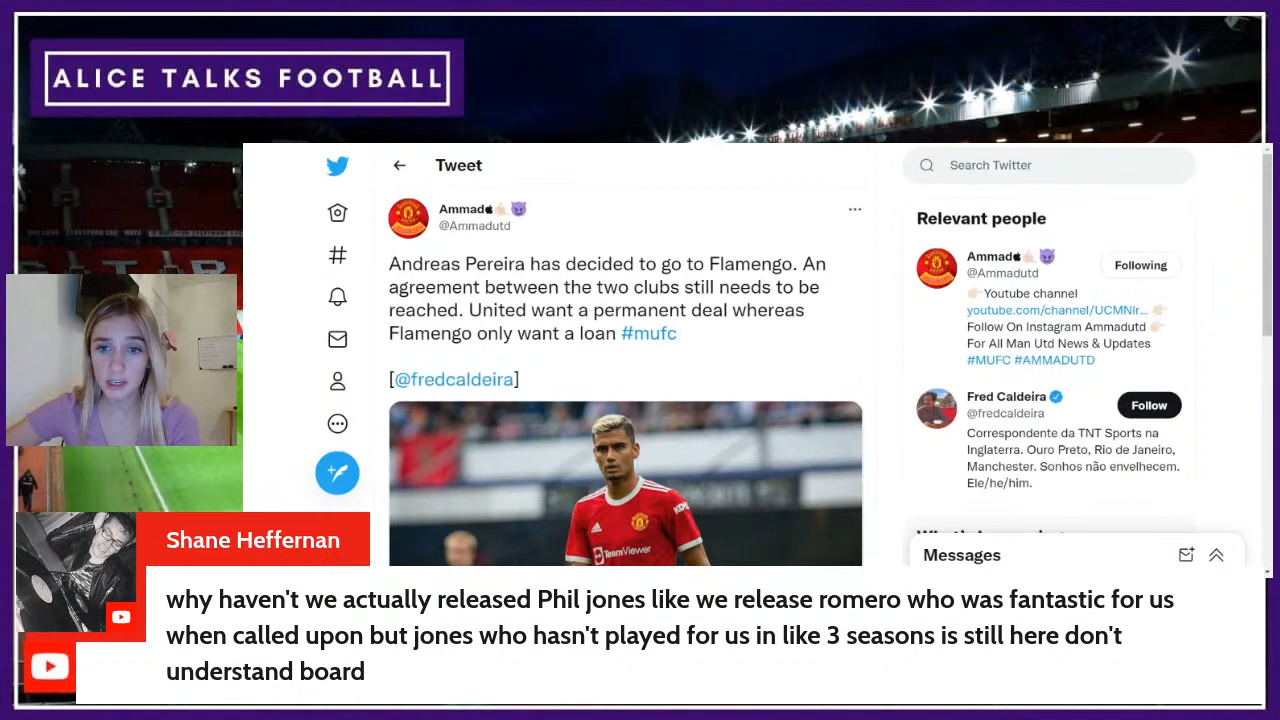 ALICE TALKS FOOTBALL
Tweet
Search Twitter
Ammad
@Ammadutd
Andreas Pereira has decided to go to Flamengo. An
agreement between the two clubs still needs to be
reached. United want a permanent deal whereas
Flamengo only want a loan #mufc
[@fredcaldeira]
TeamViewer
Relevant people
Ammad
@Ammadutd
Following
Youtube channel
youtube.com/channel/UCMNIr...
Follow On Instagram Ammadutd
For All Man Utd News & Updates
#MUFC #AMMADUTD
Fred Caldeira
@fredcaldeira
Follow
Correspondente da TNT Sports na
Inglaterra. Ouro Preto, Rio de Janeiro,
Manchester. Sonhos não envelhecem.
Ele/he/him.
Messages
Shane Heffernan
why haven't we actually released Phil jones like we release romero who was fantastic for us
when called upon but jones who hasn't played for us in like 3 seasons is still here don't
understand board